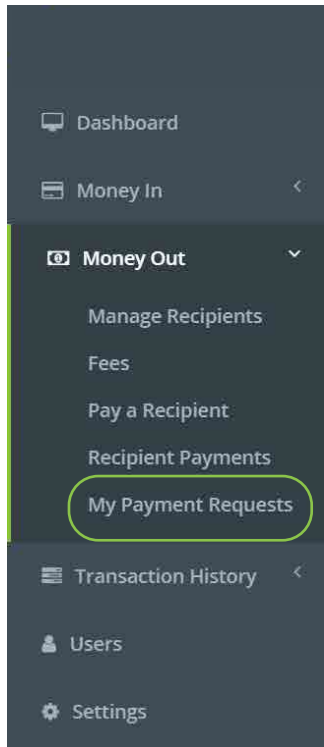 Dashboard
Money In
Money Out
Manage Recipients
Fees
Pay a Recipient
Recipient Payments
My Payment Requests
Transaction History
Users
Settings